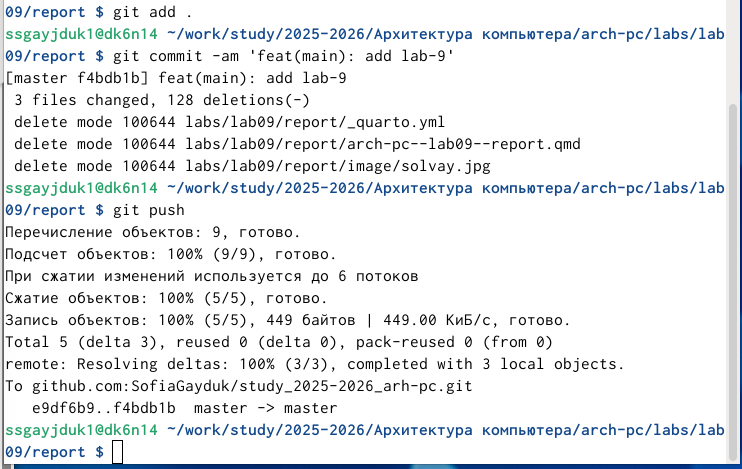 09/report $ git add .
ssgayjduk1@dk6n14 ~/work/study/2025-2026/Архитектура компьютера/arch-pc/labs/lab
09/report $ git commit -am 'feat(main): add lab-9'
[master f4bdb1b] feat(main): add lab-9
 3 files changed, 128 deletions(-)
 delete mode 100644 labs/lab09/report/_quarto.yml
 delete mode 100644 labs/lab09/report/arch-pc--lab09--report.qmd
 delete mode 100644 labs/lab09/report/image/solvay.jpg
ssgayjduk1@dk6n14 ~/work/study/2025-2026/Архитектура компьютера/arch-pc/labs/lab
09/report $ git push
Перечисление объектов: 9, готово.
Подсчет объектов: 100% (9/9), готово.
При сжатии изменений используется до 6 потоков
Сжатие объектов: 100% (5/5), готово.
Запись объектов: 100% (5/5), 449 байтов | 449.00 КиБ/с, готово.
Total 5 (delta 3), reused 0 (delta 0), pack-reused 0 (from 0)
remote: Resolving deltas: 100% (3/3), completed with 3 local objects.
To github.com:SofiaGayduk/study_2025-2026_arh-pc.git
   e9df6b9..f4bdb1b  master -> master
ssgayjduk1@dk6n14 ~/work/study/2025-2026/Архитектура компьютера/arch-pc/labs/lab
09/report $